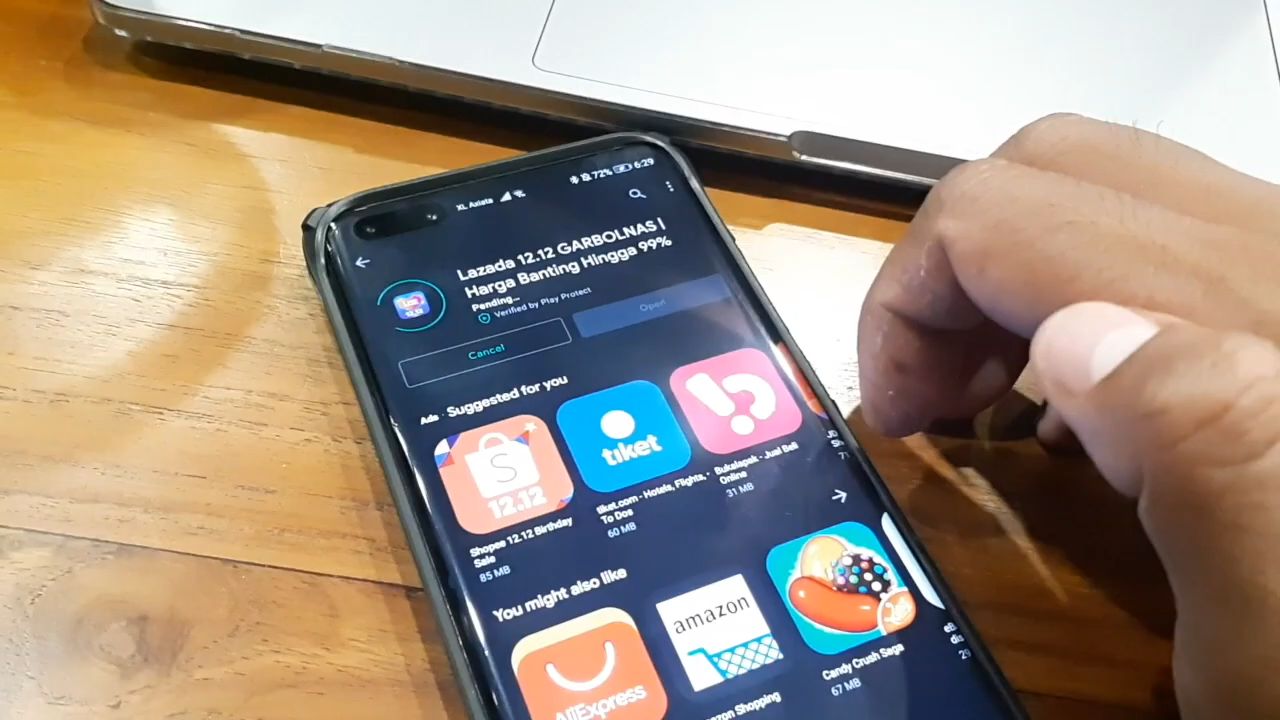 XL Axiata
72% 6:29
Lazada 12.12 GARBOLNAS |
Harga Banting Hingga 99%
Pending...
Verified by Play Protect
Cancel
Open
Ads · Suggested for you
S
12.12
tiket
Shopee 12.12 Birthday
Sale
85 MB
tiket.com - Hotels, Flights,
To Dos
60 MB
Bukalapak - Jual Beli
Online
31 MB
You might also like
AliExpress
amazon
Candy Crush Saga
67 MB
Shopping